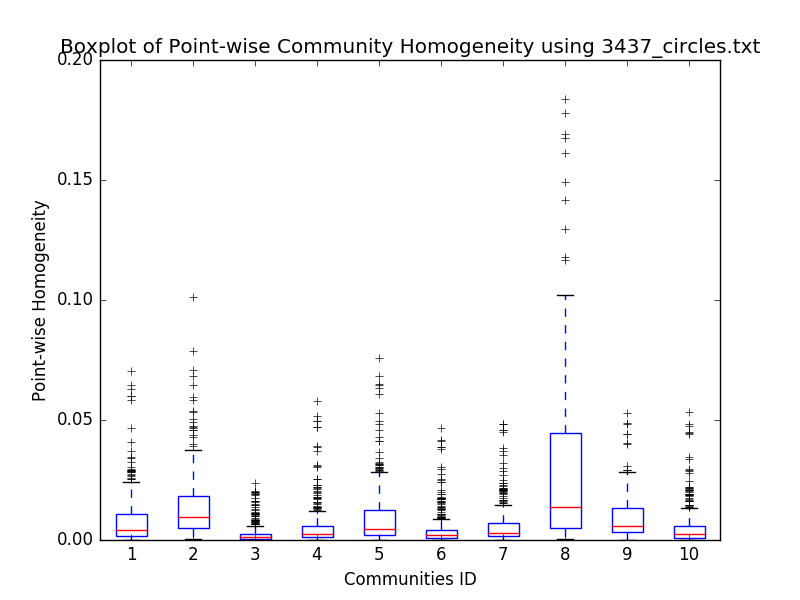 Boxplot of Point-wise Community Homogeneity using 3437_circles.txt
0.20
0.15
0.10
0.05
0.00
Point-wise Homogeneity
1 2 3 4 5 6 7 8 9 10
Communities ID